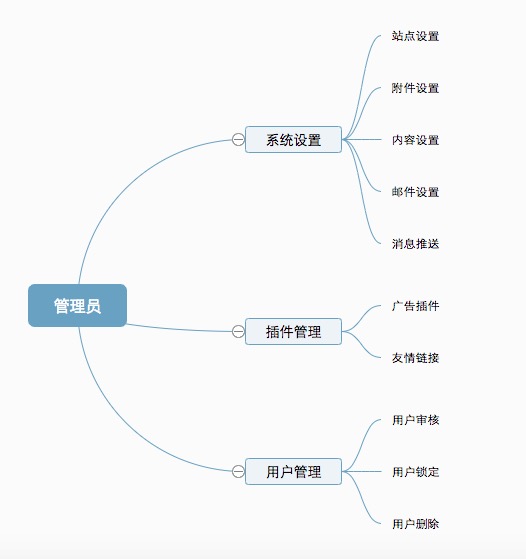 管理员
系统设置
站点设置
附件设置
内容设置
邮件设置
消息推送
插件管理
广告插件
友情链接
用户管理
用户审核
用户锁定
用户删除